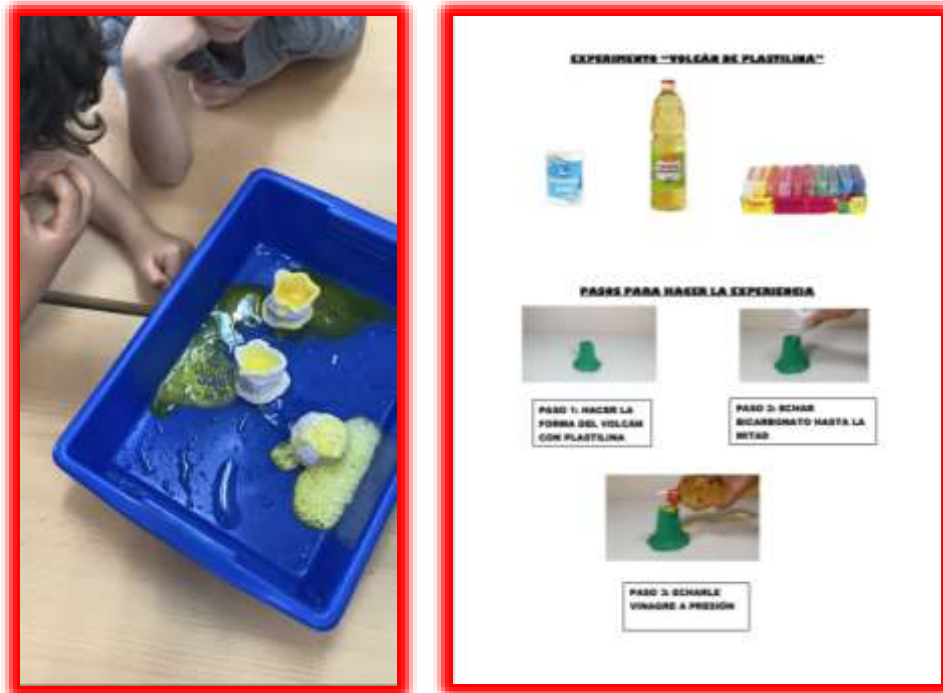 EXPERIMENTO "VOLCÁN DE PLASTILINA"
PASOS PARA HACER LA EXPERIENCIA
PASO 1: HACER LA
FORMA DEL VOLCÁN
CON PLASTILINA
PASO 2: ECHAR
BICARBONATO HASTA LA
MITAD
PASO 3: ECHARLE
VINAGRE A PRESIÓN